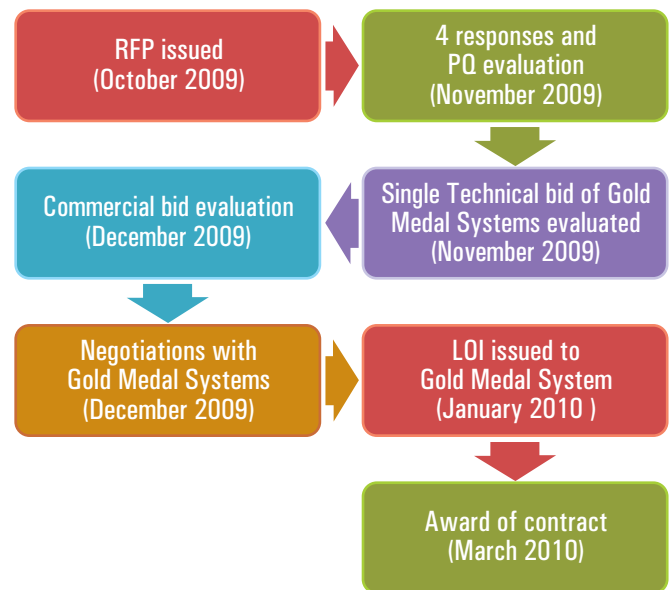 RFP issued
(October 2009)
4 responses and
PQ evaluation
(November 2009)
Single Technical bid of Gold
Medal Systems evaluated
(November 2009)
Commercial bid evaluation
(December 2009)
Negotiations with
Gold Medal Systems
(December 2009)
LOI issued to
Gold Medal System
(January 2010 )
Award of contract
(March 2010)